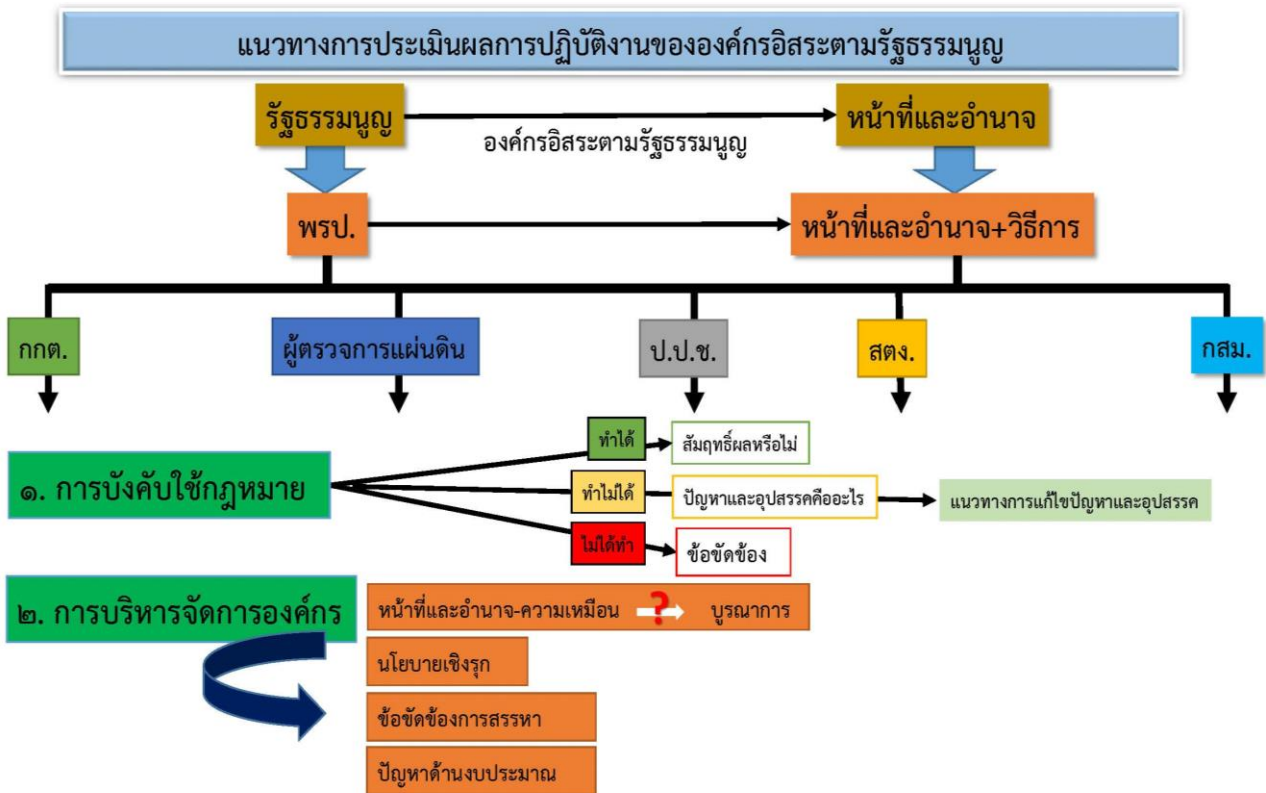 แนวทางการประเมินผลการปฏิบัติงานขององค์กรอิสระตามรัฐธรรมนูญ
รัฐธรรมนูญ
องค์กรอิสระตามรัฐธรรมนูญ
หน้าที่และอำนาจ
พรป.
หน้าที่และอำนาจ+วิธีการ
กกต.
ผู้ตรวจการแผ่นดิน
ป.ป.ช.
สตง.
กสม.
๑. การบังคับใช้กฎหมาย
ทำได้
สัมฤทธิ์ผลหรือไม่
ทำไม่ได้
ปัญหาและอุปสรรคคืออะไร
แนวทางการแก้ไขปัญหาและอุปสรรค
ไม่ได้ทำ
ข้อขัดข้อง
๒. การบริหารจัดการองค์กร
หน้าที่และอำนาจ-ความเหมือน ? บูรณาการ
นโยบายเชิงรุก
ข้อขัดข้องการสรรหา
ปัญหาด้านงบประมาณ